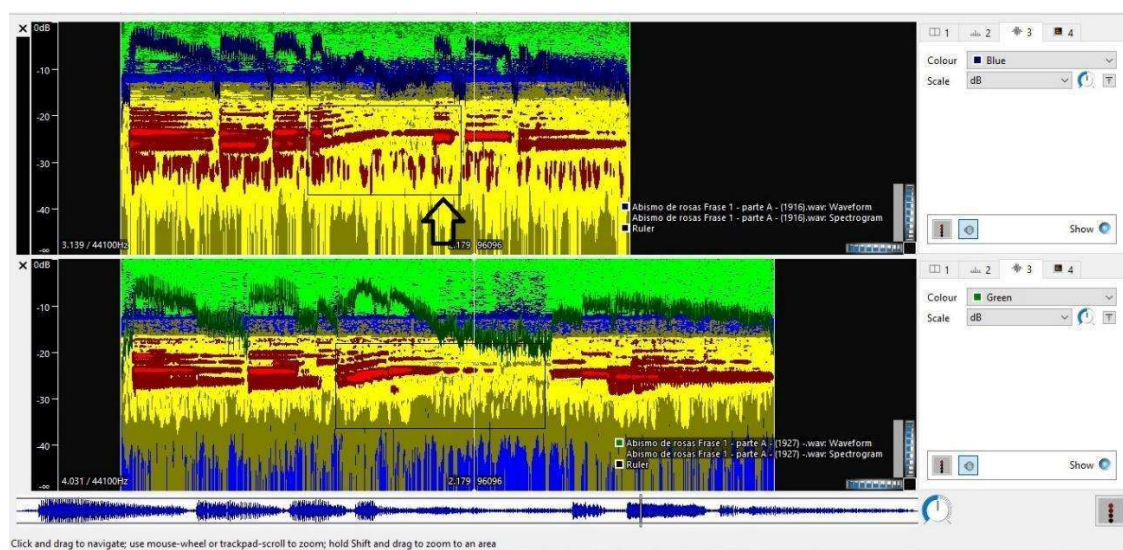 0dB
-10
-20
-30
-40
-∞
3.139 / 44100Hz
2.179 96096
Abismo de rosas Frase 1 - parte A - (1916).wav: Waveform
Abismo de rosas Frase 1 - parte A - (1916).wav: Spectrogram
Ruler
1 2 3 4
Colour Blue
Scale dB
Show
0dB
-10
-20
-30
-40
-∞
4.031 / 44100Hz
2.179 96096
Abismo de rosas Frase 1 - parte A - (1927) -.wav: Waveform
Abismo de rosas Frase 1 - parte A - (1927) -.wav: Spectrogram
Ruler
1 2 3 4
Colour Green
Scale dB
Show
Click and drag to navigate; use mouse-wheel or trackpad-scroll to zoom; hold Shift and drag to zoom to an area